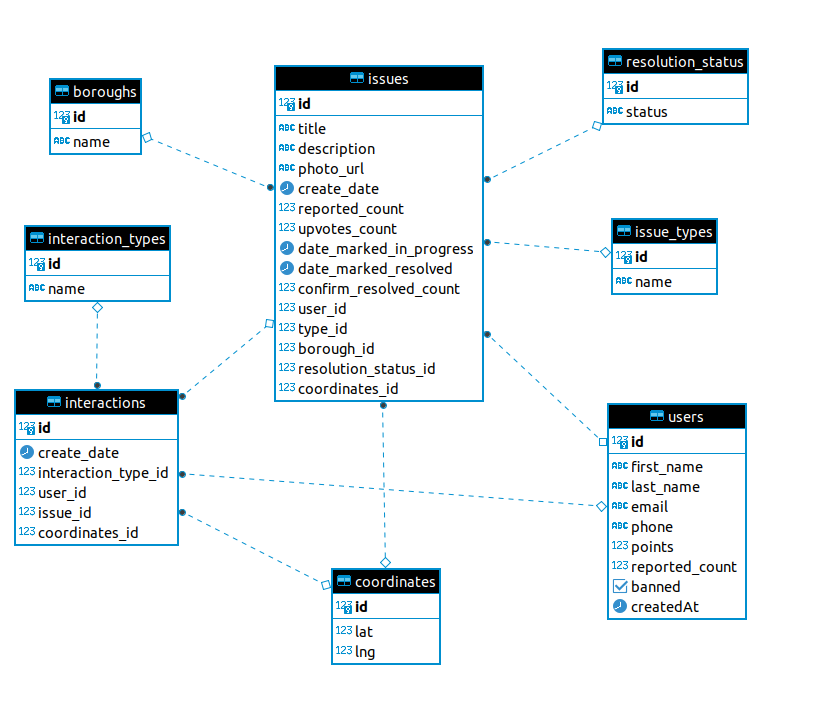 boroughs
123 id
ABC name
interaction_types
123 id
ABC name
interactions
123 id
create_date
123 interaction_type_id
123 user_id
123 issue_id
123 coordinates_id
issues
123 id
ABC title
ABC description
ABC photo_url
create_date
123 reported_count
123 upvotes_count
date_marked_in_progress
date_marked_resolved
123 confirm_resolved_count
123 user_id
123 type_id
123 borough_id
123 resolution_status_id
123 coordinates_id
coordinates
123 id
123 lat
123 lng
resolution_status
123 id
ABC status
issue_types
123 id
ABC name
users
123 id
ABC first_name
ABC last_name
ABC email
ABC phone
123 points
123 reported_count
banned
createdAt